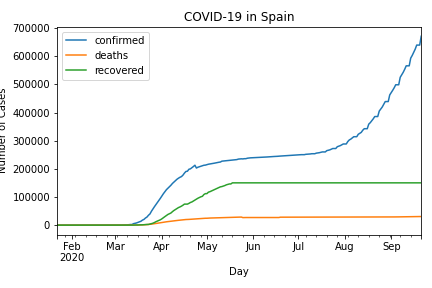 COVID-19 in Spain
700000
600000
500000
400000
300000
200000
100000
0
Number of Cases
confirmed
deaths
recovered
Feb Mar Apr May Jun Jul Aug Sep
2020
Day